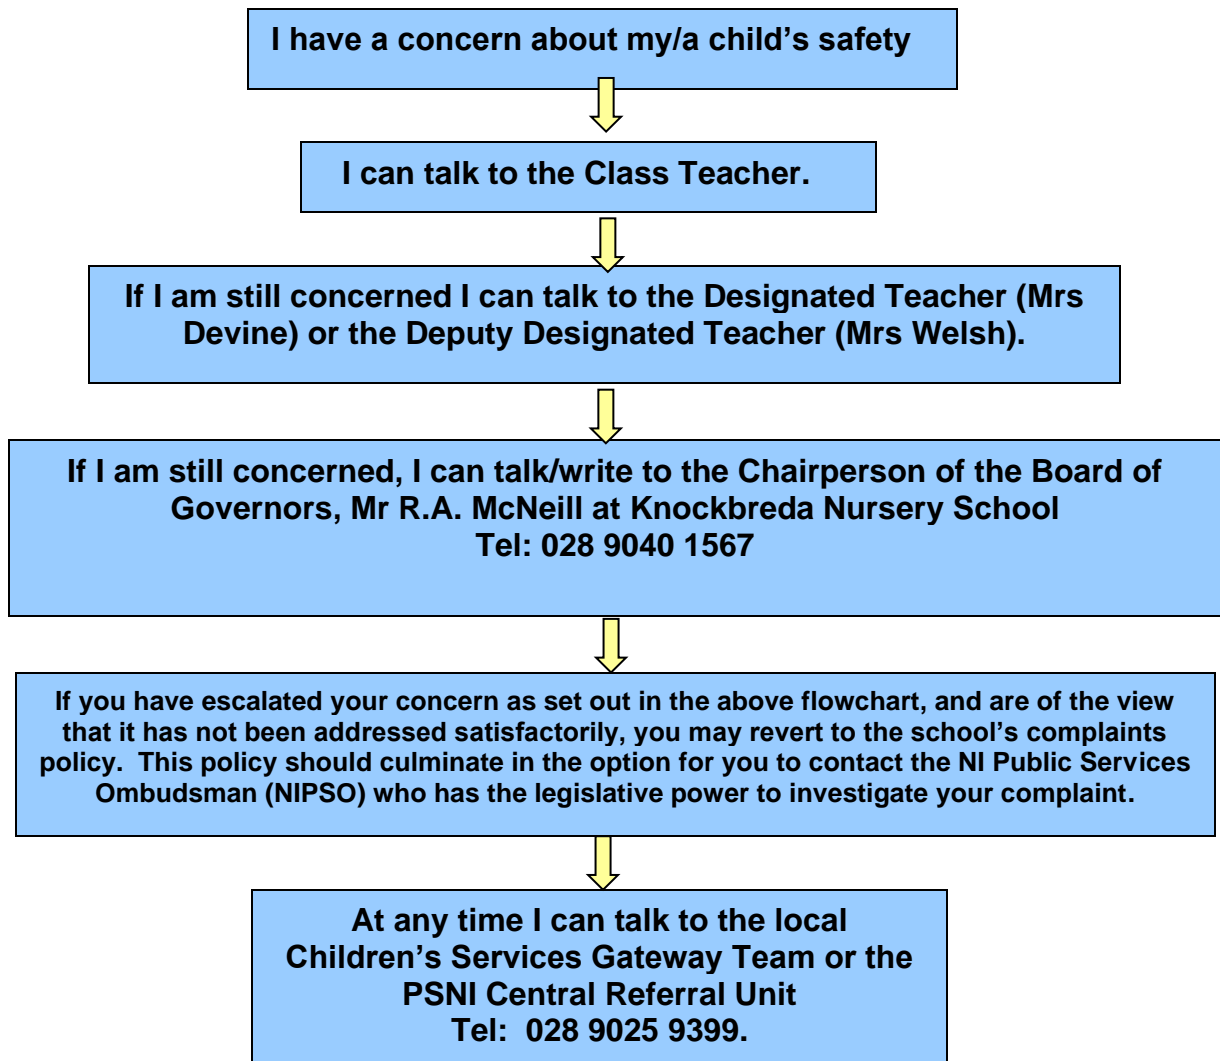 I have a concern about my/a child’s safety
I can talk to the Class Teacher.
If I am still concerned I can talk to the Designated Teacher (Mrs
Devine) or the Deputy Designated Teacher (Mrs Welsh).
If I am still concerned, I can talk/write to the Chairperson of the Board of
Governors, Mr R.A. McNeill at Knockbreda Nursery School
Tel: 028 9040 1567
If you have escalated your concern as set out in the above flowchart, and are of the view
that it has not been addressed satisfactorily, you may revert to the school’s complaints
policy.  This policy should culminate in the option for you to contact the NI Public Services
Ombudsman (NIPSO) who has the legislative power to investigate your complaint.
At any time I can talk to the local
Children’s Services Gateway Team or the
PSNI Central Referral Unit
Tel:  028 9025 9399.